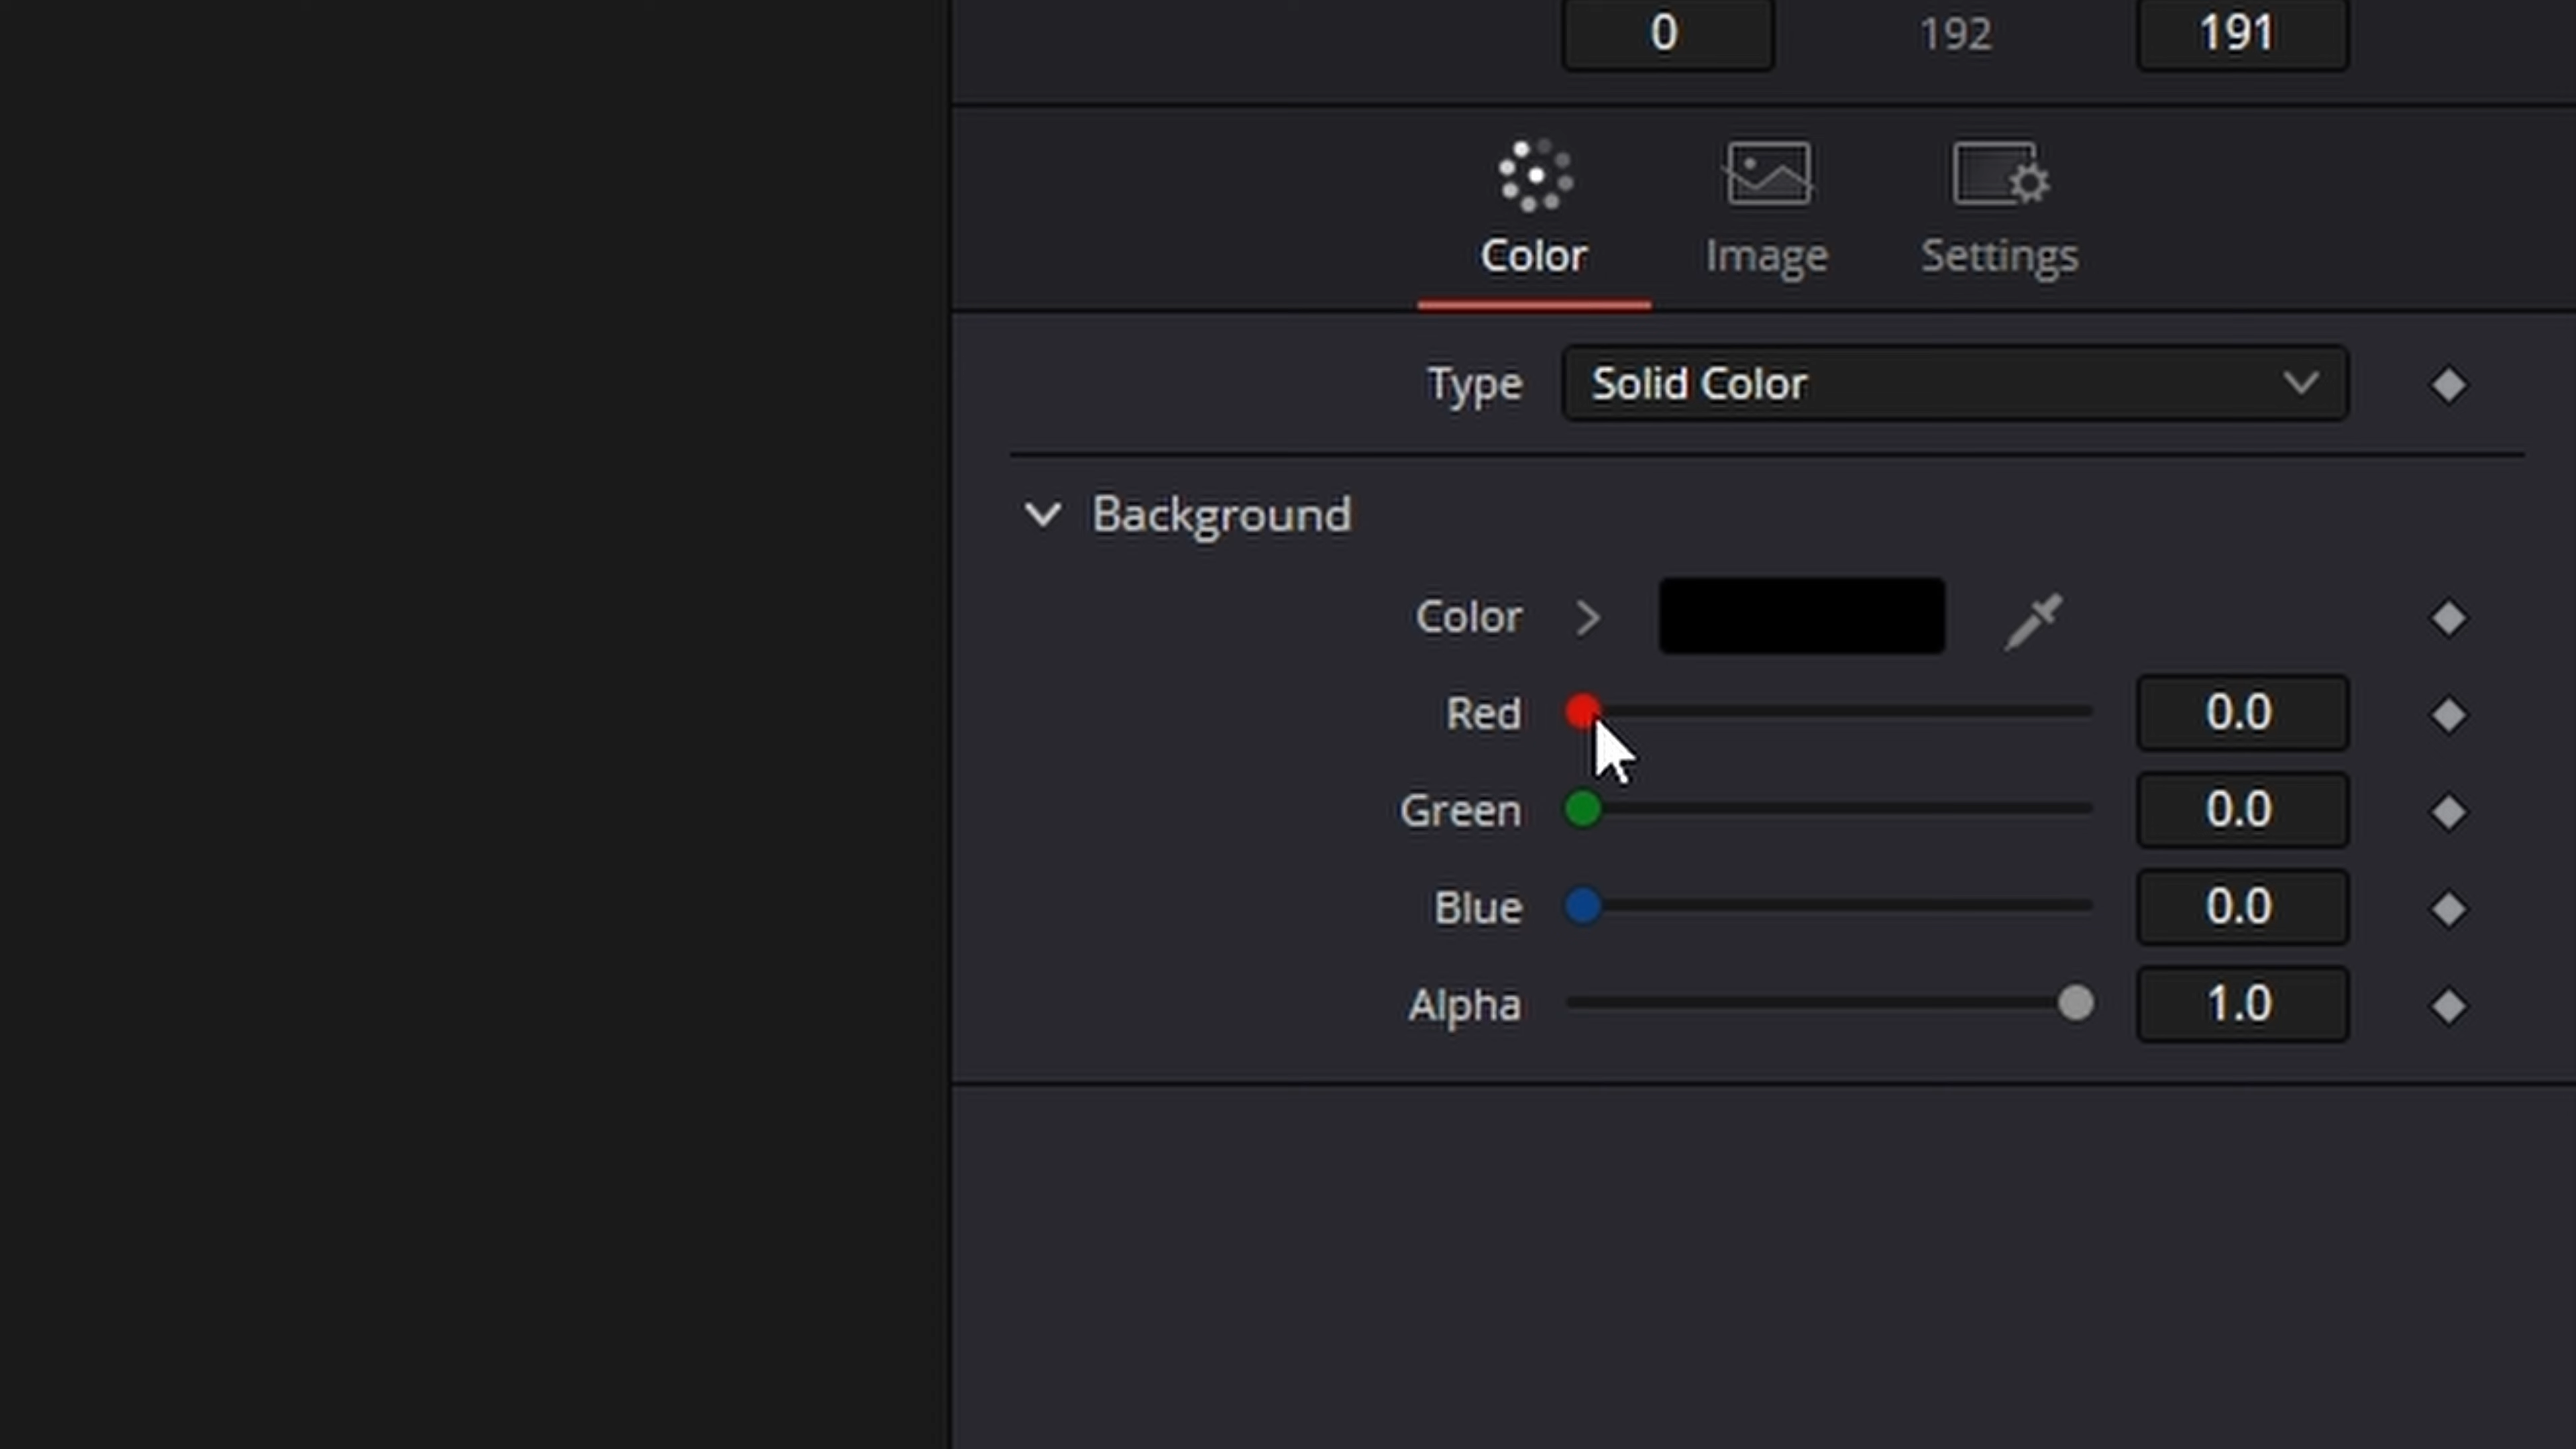 0 192 191
Color Image Settings
Type Solid Color
Background
Color
Red 0.0
Green 0.0
Blue 0.0
Alpha 1.0